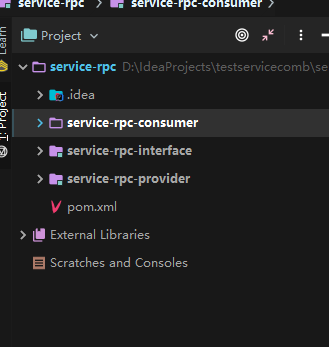 service-rpc › service-rpc-consumer ›
Project
service-rpc D:\IdeaProjects\testservicecomb\se
.idea
service-rpc-consumer
service-rpc-interface
service-rpc-provider
pom.xml
External Libraries
Scratches and Consoles
Learn
1: Project